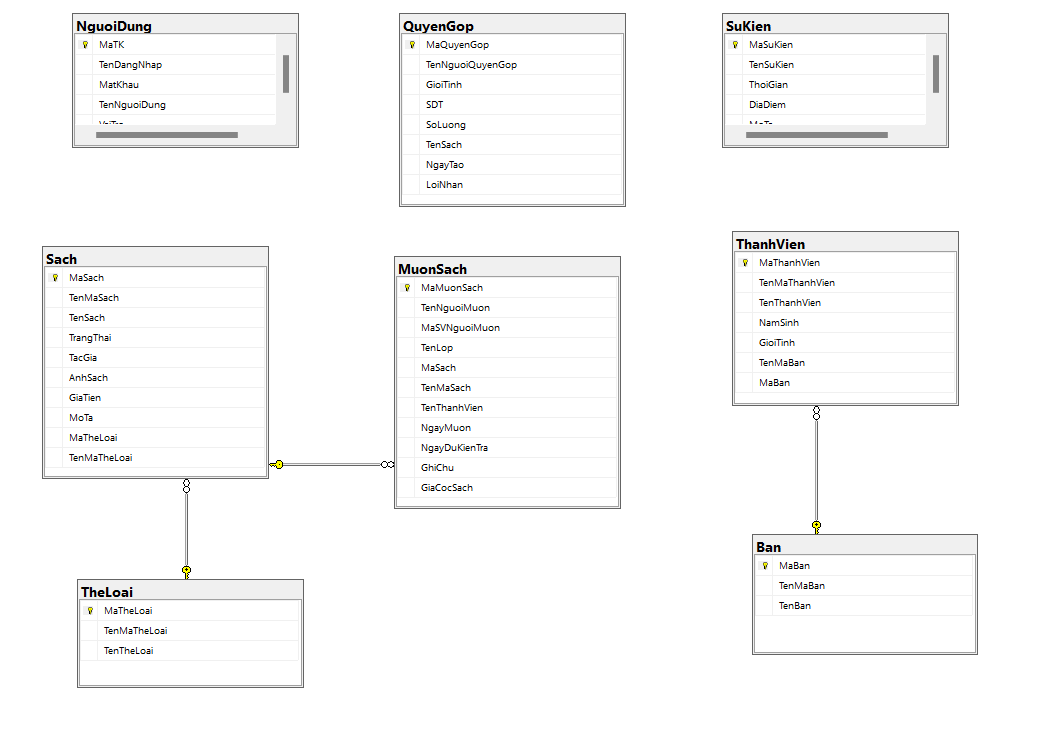 NguoiDung
MaTK
TenDangNhap
MatKhau
TenNguoiDung
QuyenGop
MaQuyenGop
TenNguoiQuyenGop
GioiTinh
SDT
SoLuong
TenSach
NgayTao
LoiNhan
SuKien
MaSuKien
TenSuKien
ThoiGian
DiaDiem
Sach
MaSach
TenMaSach
TenSach
TrangThai
TacGia
AnhSach
GiaTien
MoTa
MaTheLoai
TenMaTheLoai
MuonSach
MaMuonSach
TenNguoiMuon
MaSVNguoiMuon
TenLop
MaSach
TenMaSach
TenThanhVien
NgayMuon
NgayDuKienTra
GhiChu
GiaCocSach
ThanhVien
MaThanhVien
TenMaThanhVien
TenThanhVien
NamSinh
GioiTinh
TenMaBan
MaBan
TheLoai
MaTheLoai
TenMaTheLoai
TenTheLoai
Ban
MaBan
TenMaBan
TenBan